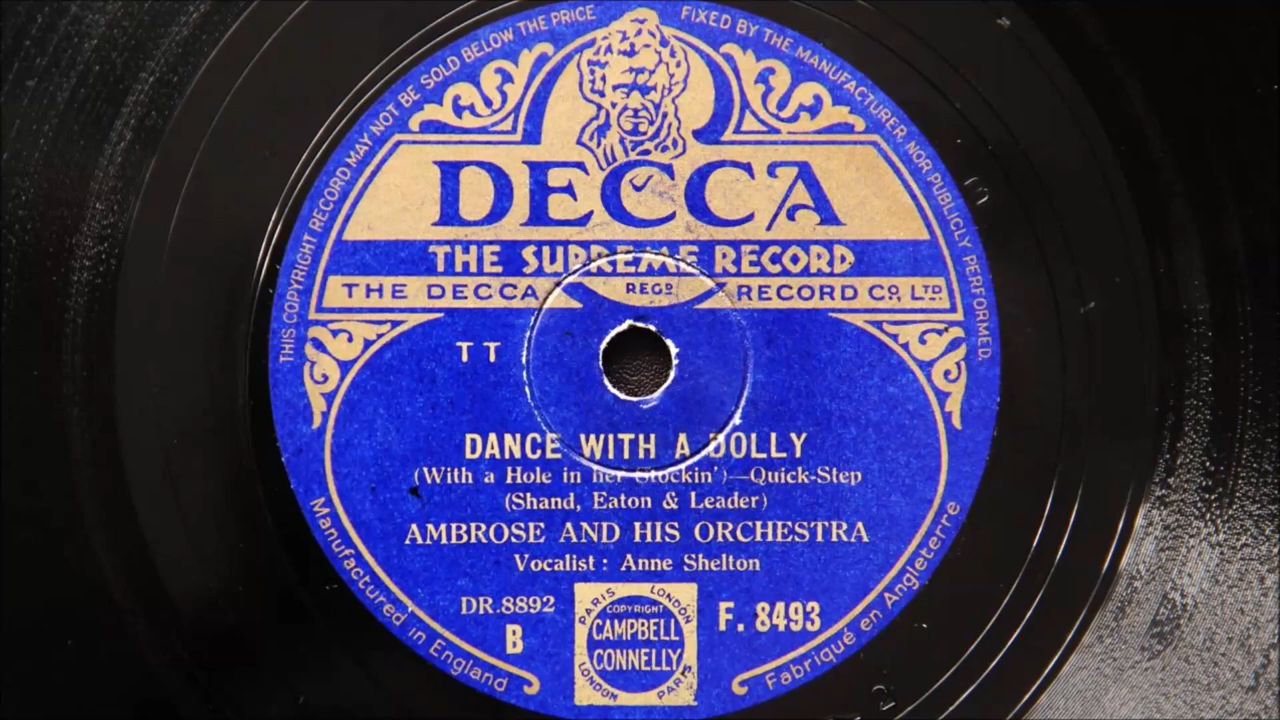 THIS COPYRIGHT RECORD MAY NOT BE SOLD BELOW THE PRICE FIXED BY THE MANUFACTURER, NOR PUBLICLY PERFORMED.
DECCA
THE SUPREME RECORD
THE DECCA REGD RECORD CO. LTD.
TT
DANCE WITH A DOLLY
(With a Hole in her Stockin')—Quick-Step
(Shand, Eaton & Leader)
AMBROSE AND HIS ORCHESTRA
Vocalist : Anne Shelton
DR.8892
B
PARIS LONDON
COPYRIGHT
CAMPBELL
CONNELLY
LONDON PARIS
F. 8493
Manufactured in England
Fabriqué en Angleterre
2